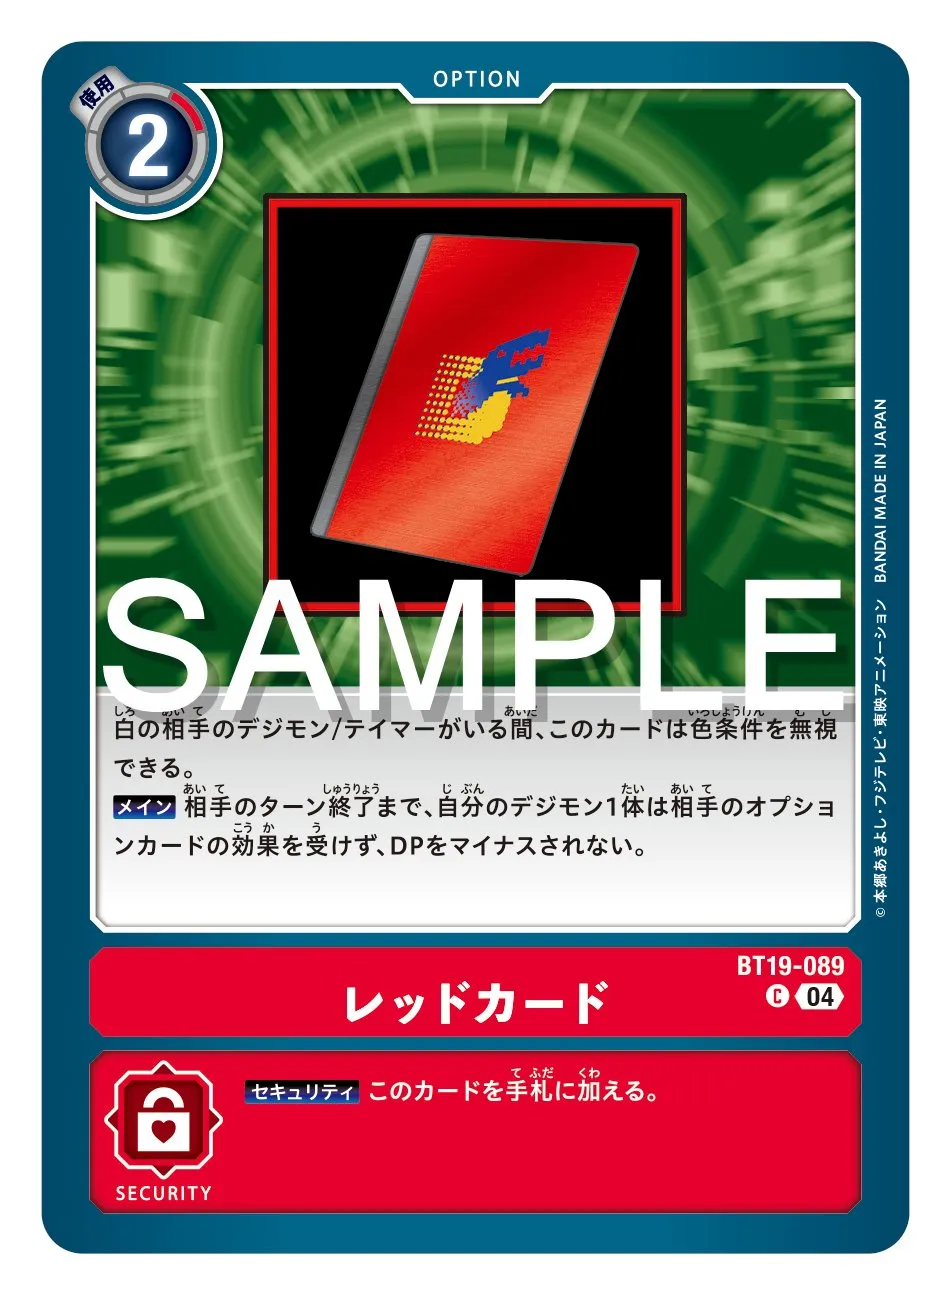 OPTION
使用
2
SAMPLE
白の相手のデジモン/テイマーがいる間、このカードは色条件を無視
できる。
メイン 相手のターン終了まで、自分のデジモン1体は相手のオプショ
ンカードの効果を受けず、DPをマイナスされない。
©本郷あきよし・フジテレビ・東映アニメーション BANDAI MADE IN JAPAN
BT19-089
C 04
レッドカード
セキュリティ このカードを手札に加える。
SECURITY